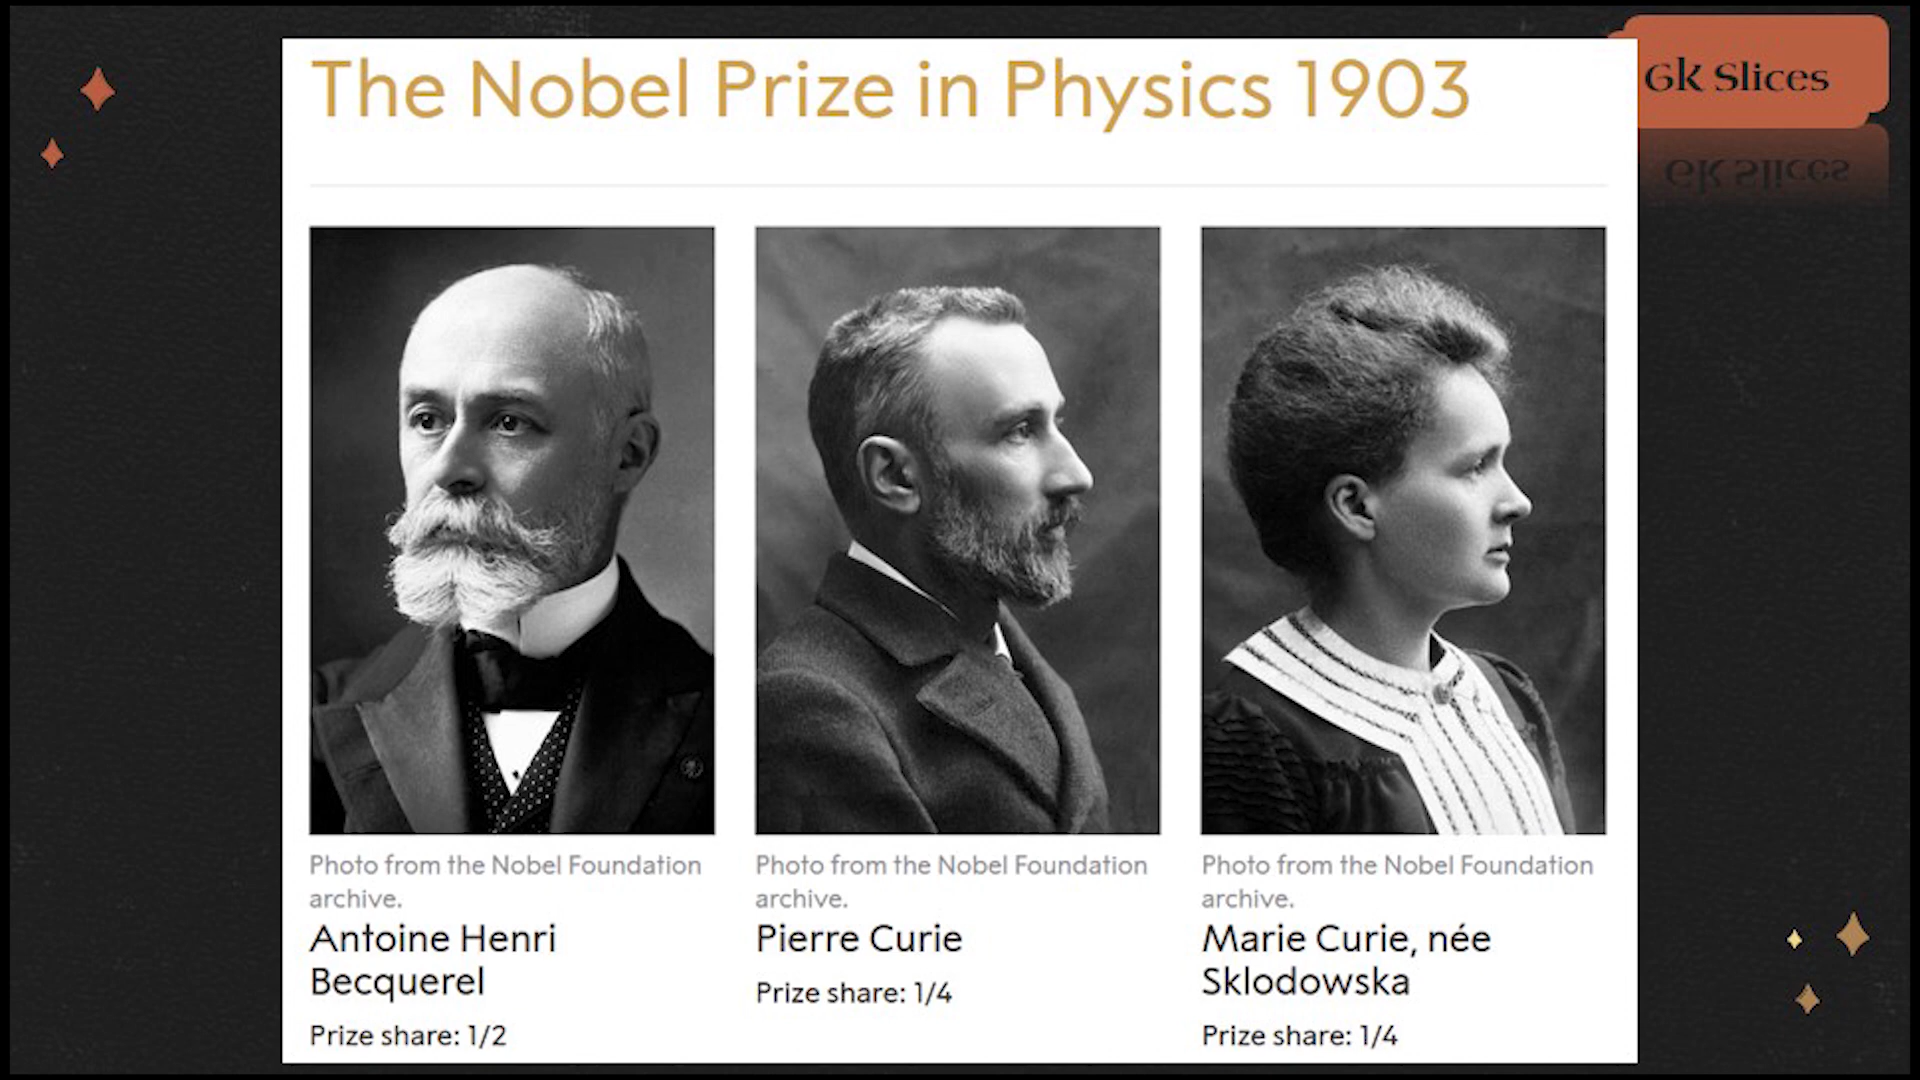 The Nobel Prize in Physics 1903
Gk Slices
Gk Slices
Photo from the Nobel Foundation
archive.
Antoine Henri
Becquerel
Prize share: 1/2
Photo from the Nobel Foundation
archive.
Pierre Curie
Prize share: 1/4
Photo from the Nobel Foundation
archive.
Marie Curie, née
Sklodowska
Prize share: 1/4